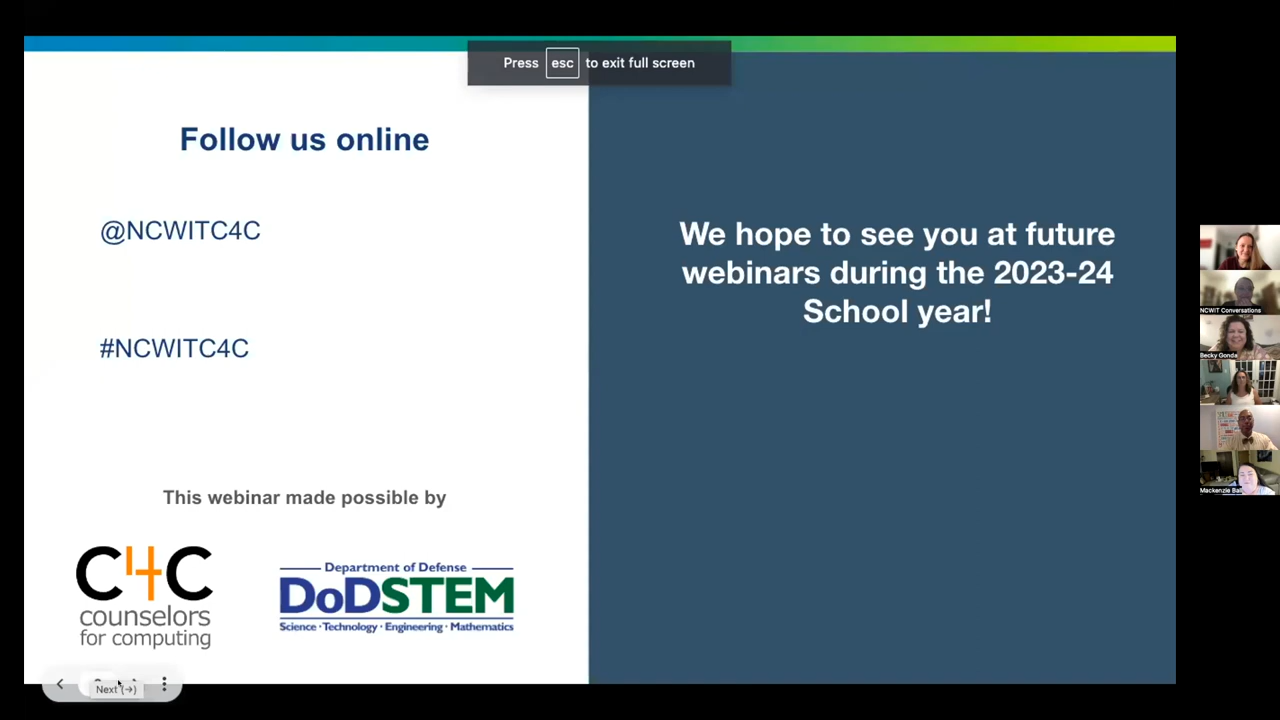 Press esc to exit full screen
Follow us online
@NCWITC4C
#NCWITC4C
This webinar made possible by
C4C
counselors
for computing
Department of Defense
DoDSTEM
Science · Technology · Engineering · Mathematics
We hope to see you at future
webinars during the 2023-24
School year!
Next (→)
NCWIT Conversations
Becky Gonda
Mackenzie